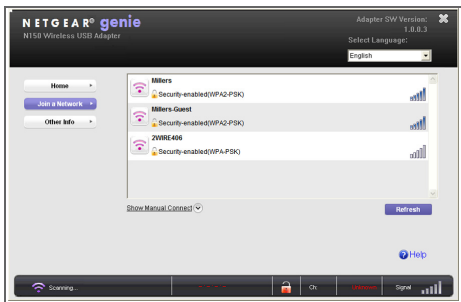 NETGEAR® genie
N150 Wireless USB Adapter
Adapter SW Version:
1.0.0.3
Select Language:
English
Home
Join a Network
Other Info
Millers
Security-enabled(WPA2-PSK)
Millers-Guest
Security-enabled(WPA2-PSK)
2WIRE406
Security-enabled(WPA-PSK)
Show Manual Connect
Refresh
Help
Scanning...
Ch:
Signal